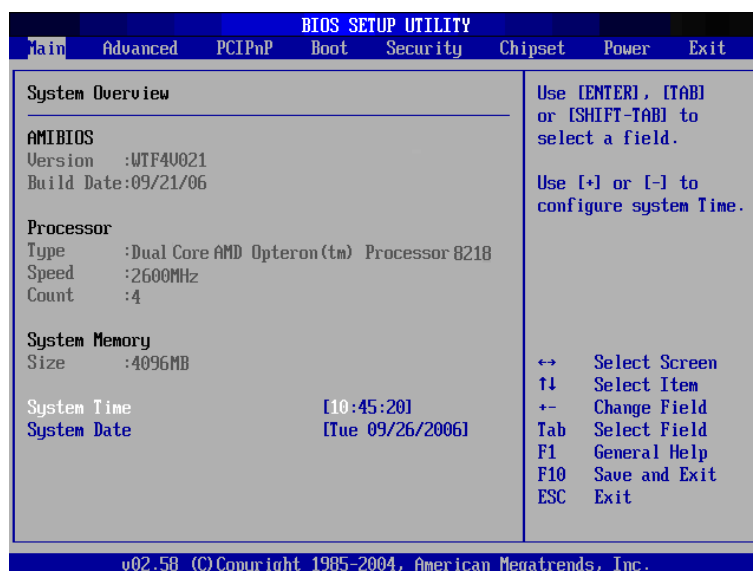 BIOS SETUP UTILITY
Main Advanced PCIPnP Boot Security Chipset Power Exit
System Overview
AMIBIOS
Version :WTF4V021
Build Date:09/21/06
Processor
Type :Dual Core AMD Opteron(tm) Processor 8218
Speed :2600MHz
Count :4
System Memory
Size :4096MB
System Time [10:45:20]
System Date [Tue 09/26/2006]
Use [ENTER], [TAB]
or [SHIFT-TAB] to
select a field.
Use [+] or [-] to
configure system Time.
↔ Select Screen
↑↓ Select Item
+- Change Field
Tab Select Field
F1 General Help
F10 Save and Exit
ESC Exit
v02.58 (C)Copyright 1985-2004, American Megatrends, Inc.